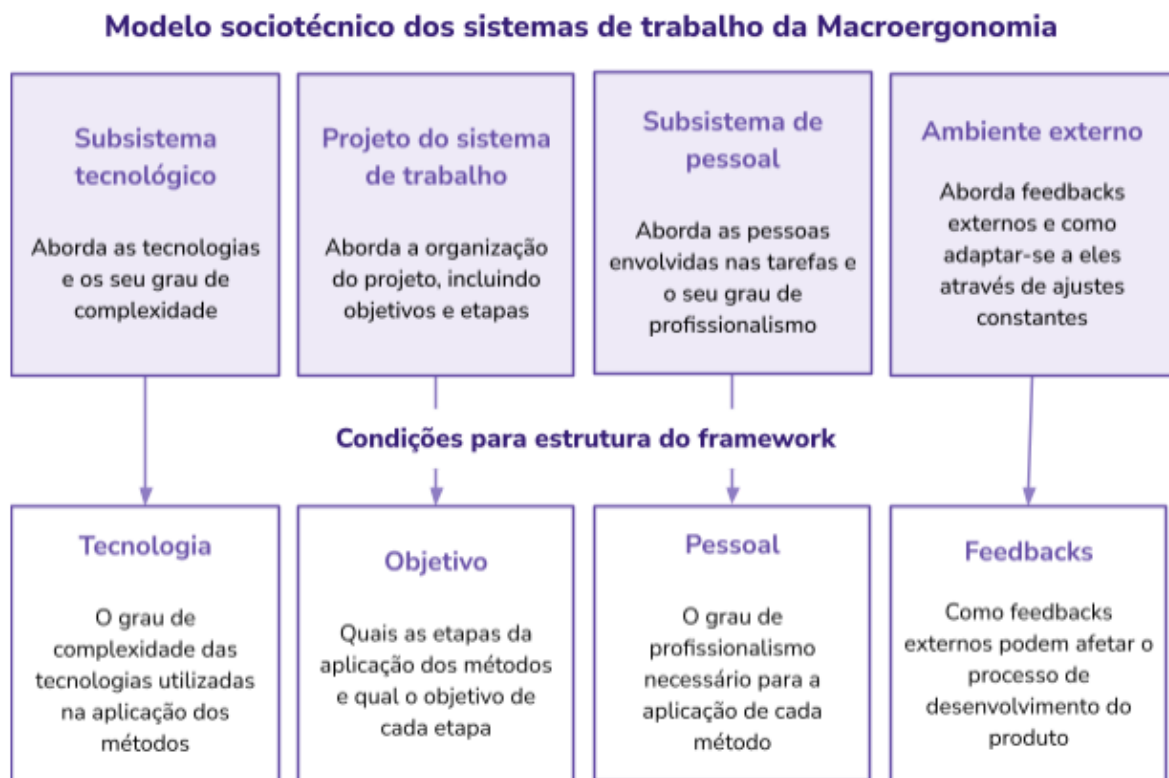 Modelo sociotécnico dos sistemas de trabalho da Macroergonomia
Subsistema
tecnológico
Aborda as tecnologias
e os seu grau de
complexidade
Projeto do sistema
de trabalho
Aborda a organização
do projeto, incluindo
objetivos e etapas
Subsistema de
pessoal
Aborda as pessoas
envolvidas nas tarefas e
o seu grau de
profissionalismo
Ambiente externo
Aborda feedbacks
externos e como
adaptar-se a eles
através de ajustes
constantes
Condições para estrutura do framework
Tecnologia
O grau de
complexidade das
tecnologias utilizadas
na aplicação dos
métodos
Objetivo
Quais as etapas da
aplicação dos métodos
e qual o objetivo de
cada etapa
Pessoal
O grau de
profissionalismo
necessário para a
aplicação de cada
método
Feedbacks
Como feedbacks
externos podem afetar o
processo de
desenvolvimento do
produto